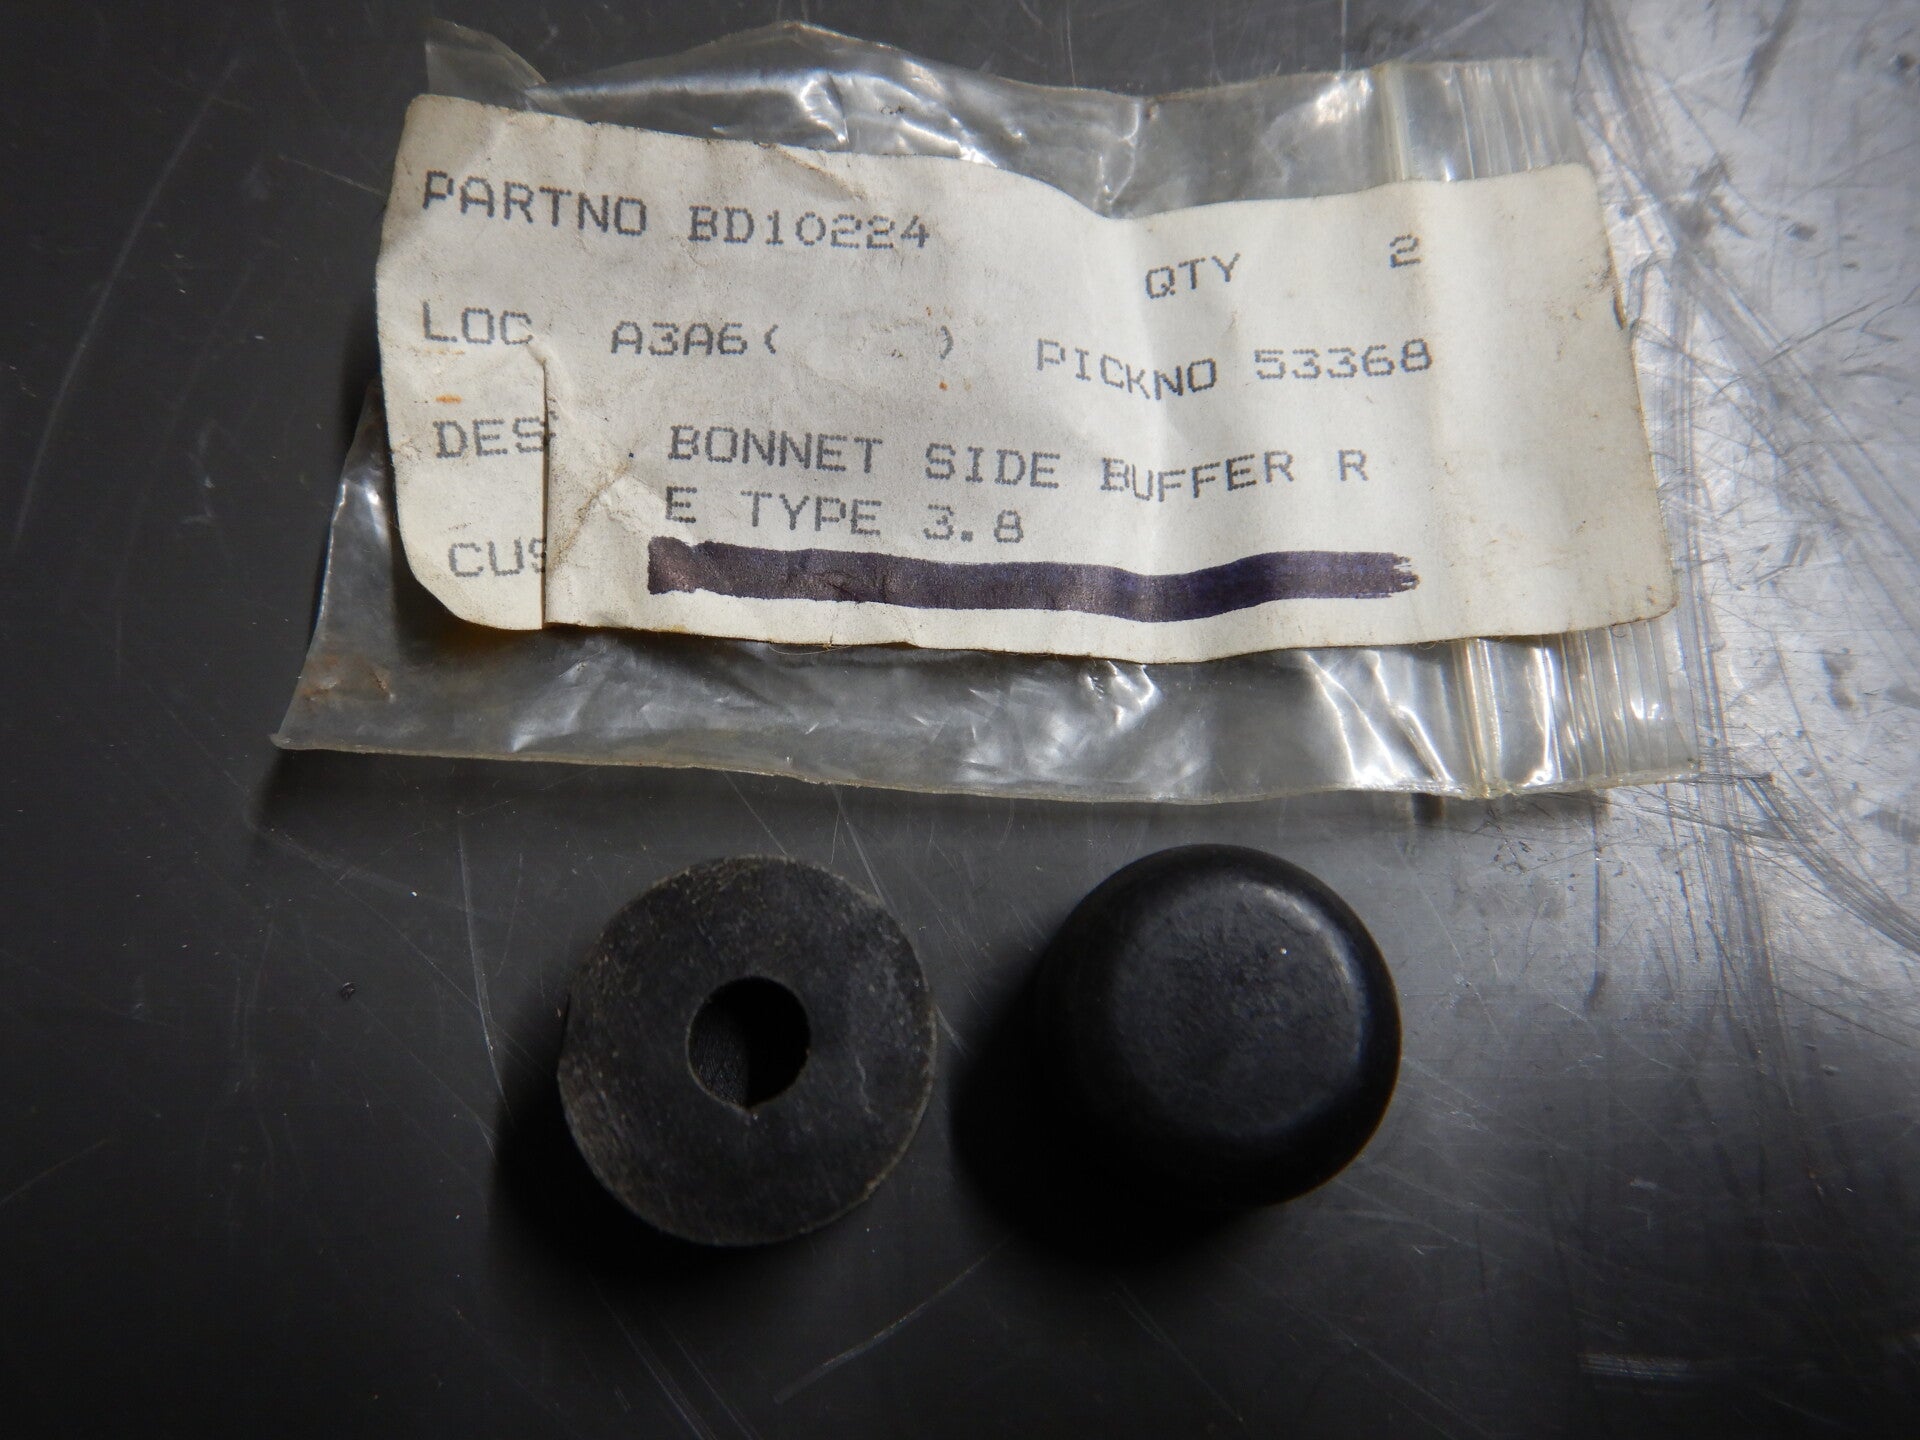 PARTNO BD10224 QTY 2
LOC A3A6( ) PICKNO 53368
DES . BONNET SIDE BUFFER R
E TYPE 3.8
CUS